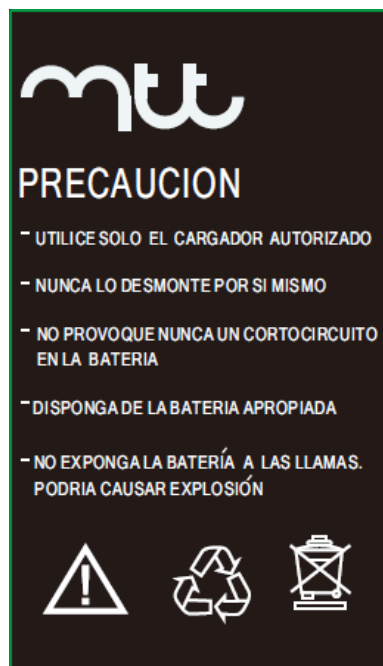 mtt
PRECAUCION
- UTILICE SOLO EL CARGADOR AUTORIZADO
- NUNCA LO DESMONTE POR SI MISMO
- NO PROVOQUE NUNCA UN CORTOCIRCUITO
EN LA BATERIA
- DISPONGA DE LA BATERIA APROPIADA
- NO EXPONGA LA BATERÍA A LAS LLAMAS.
PODRIA CAUSAR EXPLOSIÓN